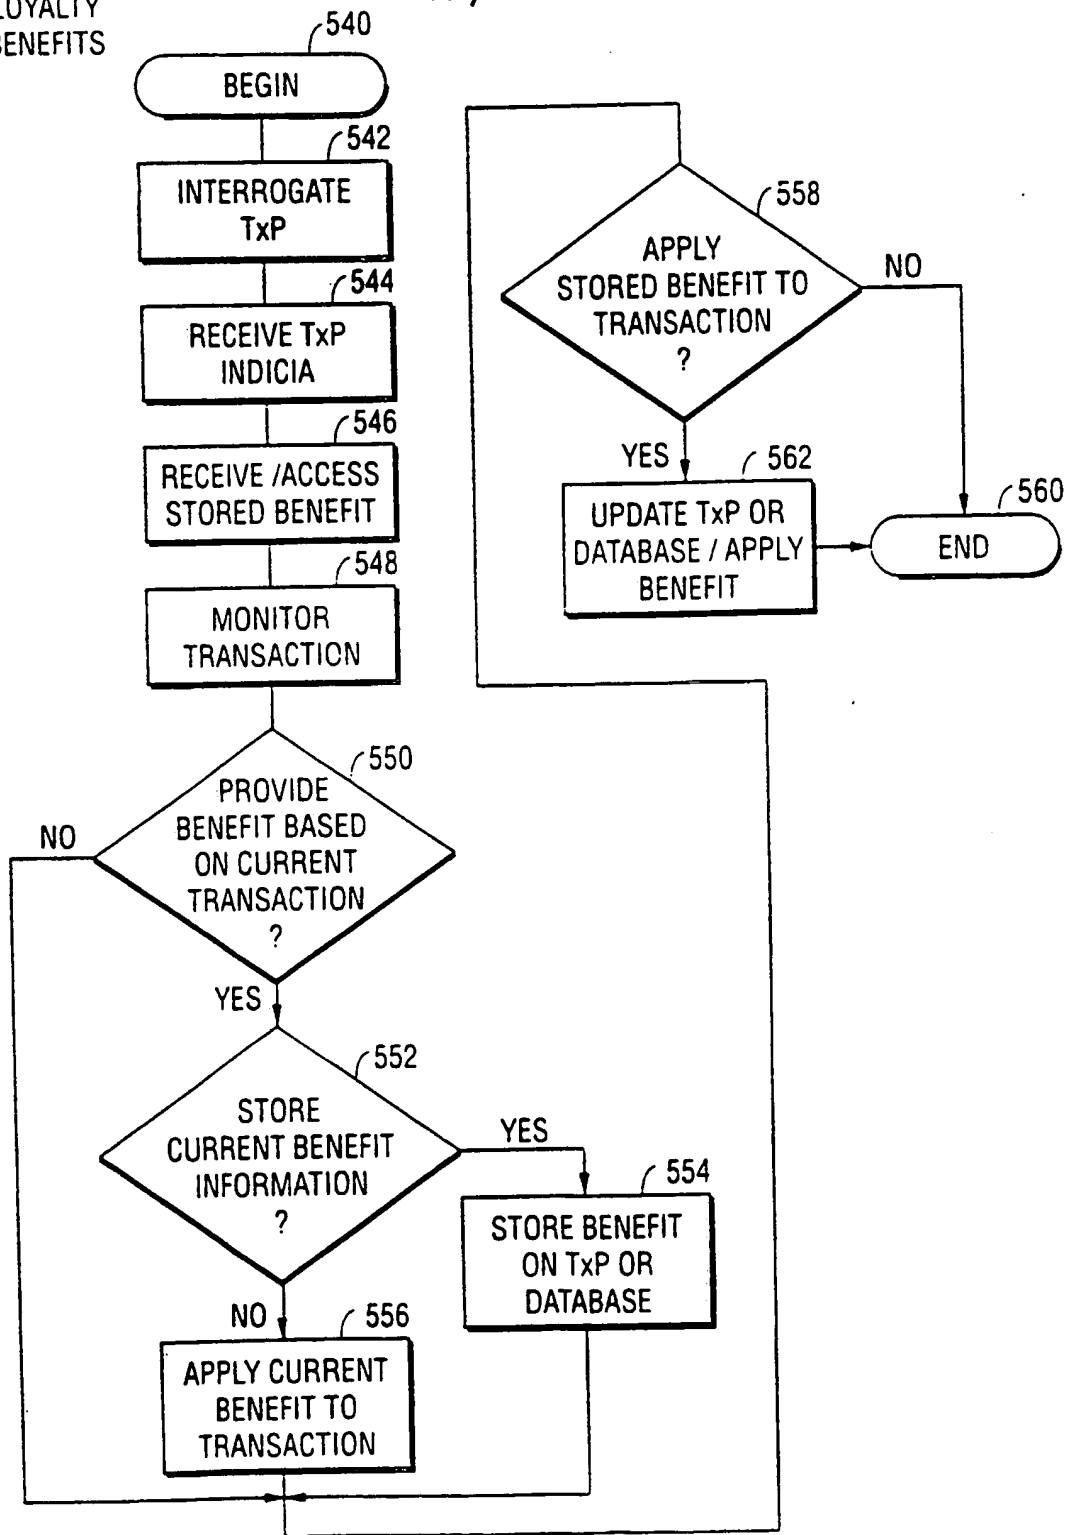 LOYALTY
BENEFITS
540
BEGIN
542
INTERROGATE
TxP
544
RECEIVE TxP
INDICIA
546
RECEIVE /ACCESS
STORED BENEFIT
548
MONITOR
TRANSACTION
550
PROVIDE
BENEFIT BASED
ON CURRENT
TRANSACTION
?
NO
YES
552
STORE
CURRENT BENEFIT
INFORMATION
?
YES
554
STORE BENEFIT
ON TxP OR
DATABASE
NO
556
APPLY CURRENT
BENEFIT TO
TRANSACTION
558
APPLY
STORED BENEFIT TO
TRANSACTION
?
NO
YES
562
UPDATE TxP OR
DATABASE / APPLY
BENEFIT
560
END